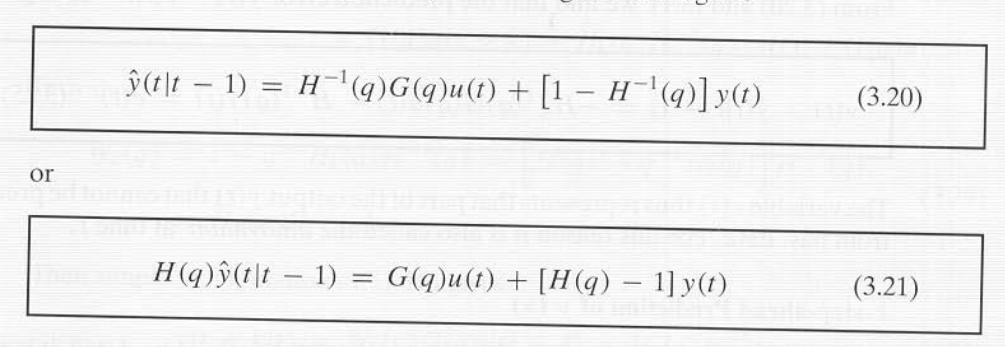 ŷ(t|t − 1) = H⁻¹(q)G(q)u(t) + [1 − H⁻¹(q)] y(t) (3.20)
or
H(q)ŷ(t|t − 1) = G(q)u(t) + [H(q) − 1] y(t) (3.21)